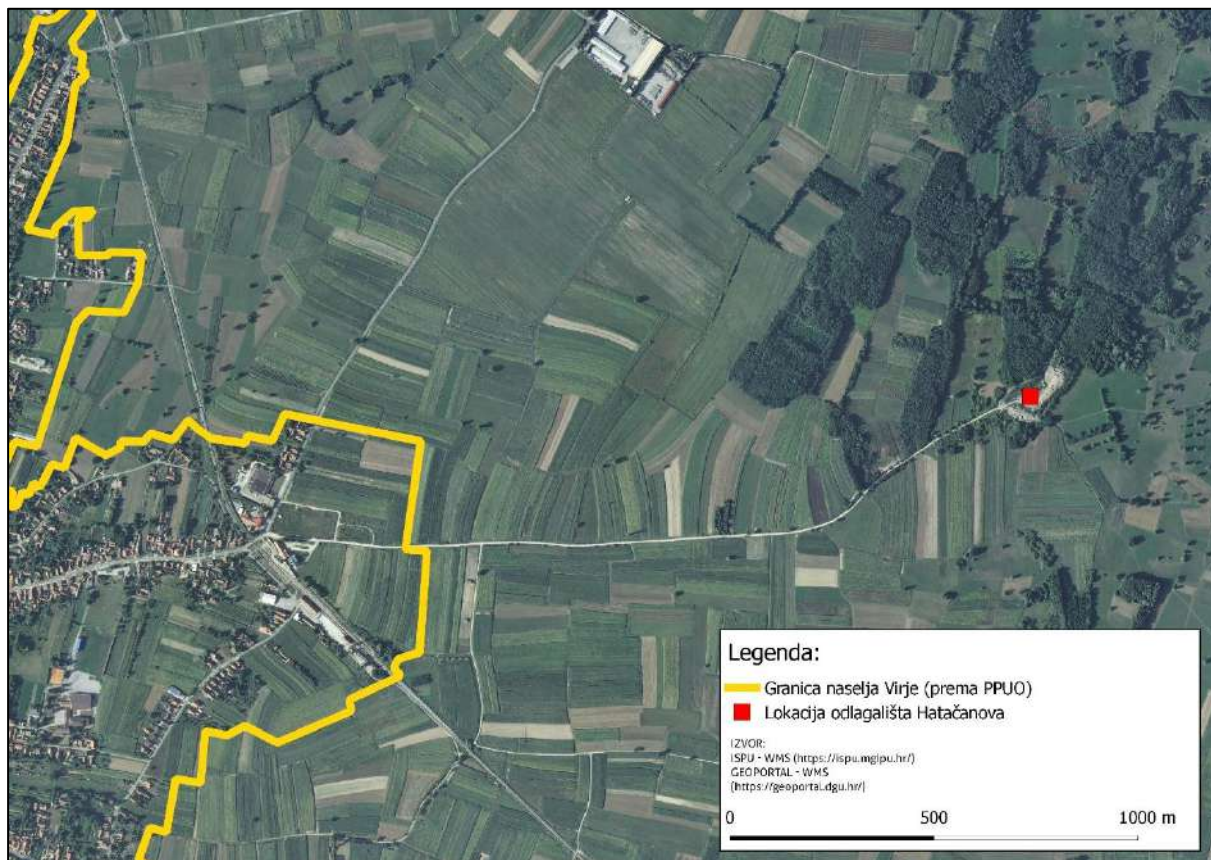 Legenda:
Granica naselja Virje (prema PPUO)
Lokacija odlagališta Hatačanova
IZVOR:
ISPU - WMS (https://ispu.mgipu.hr/)
GEOPORTAL - WMS
(https://geoportal.dgu.hr/)
0 500 1000 m